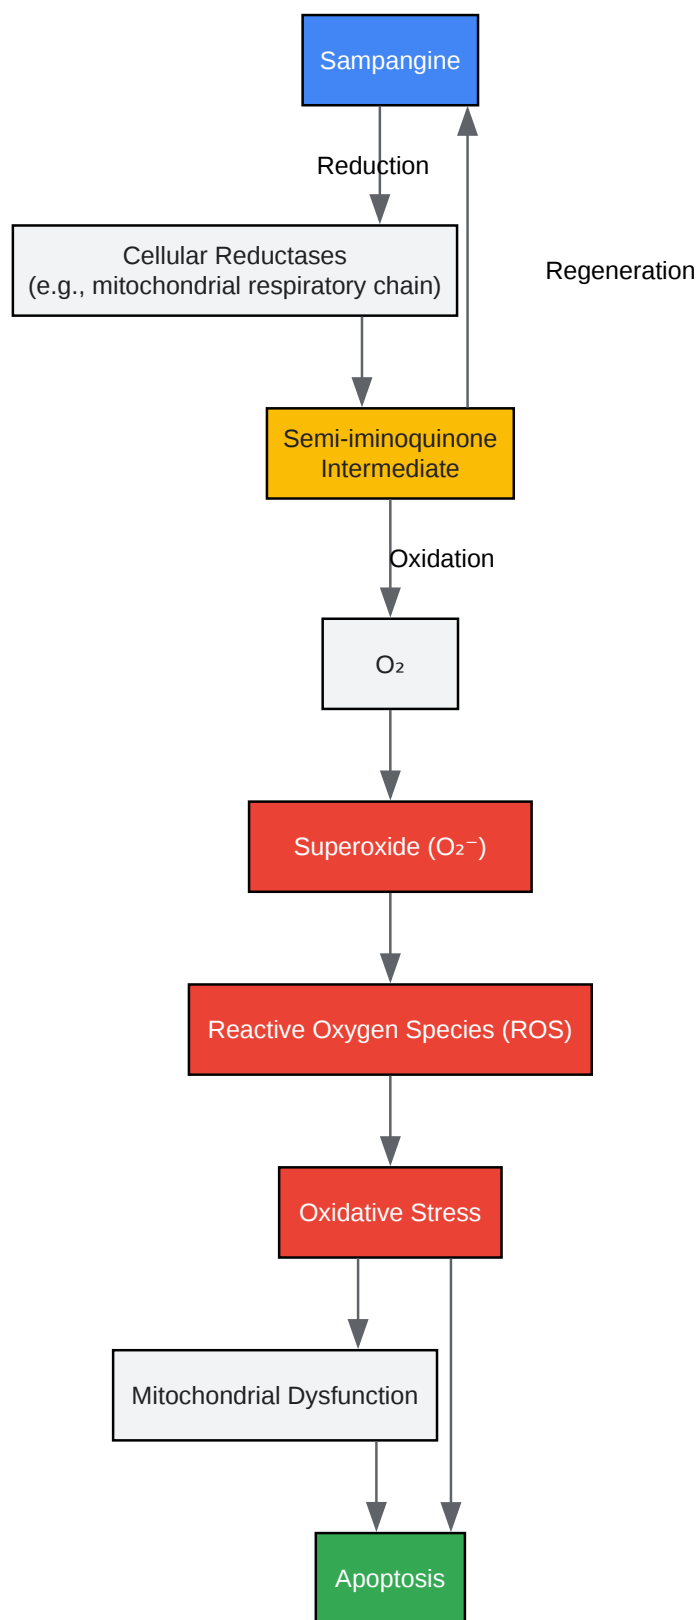 Sampangine
Reduction
Cellular Reductases
(e.g., mitochondrial respiratory chain)
Regeneration
Semi-iminoquinone
Intermediate
Oxidation
O₂
Superoxide (O₂⁻)
Reactive Oxygen Species (ROS)
Oxidative Stress
Mitochondrial Dysfunction
Apoptosis